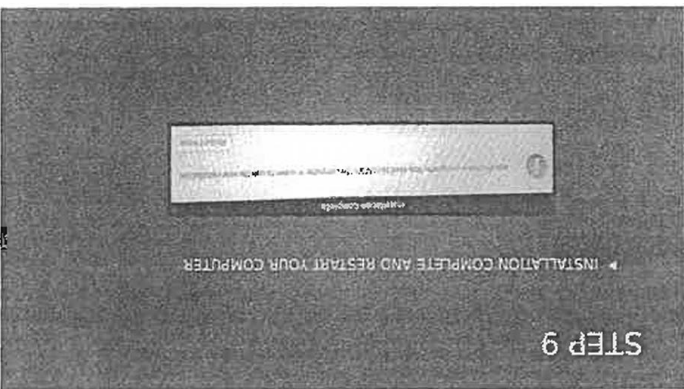 STEP 9
▸ INSTALLATION COMPLETE AND RESTART YOUR COMPUTER
Installation Complete